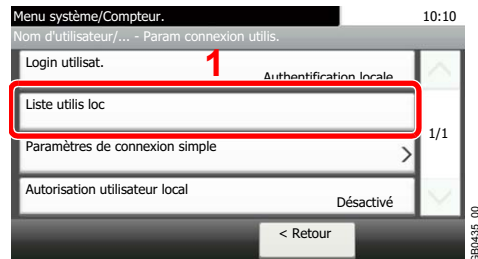 Menu système/Compteur. 10:10
Nom d'utilisateur/... - Param connexion utilis.
Login utilisat.
1
Authentification locale
Liste utilis loc
1/1
Paramètres de connexion simple
Autorisation utilisateur local
Désactivé
< Retour
GB0435_00